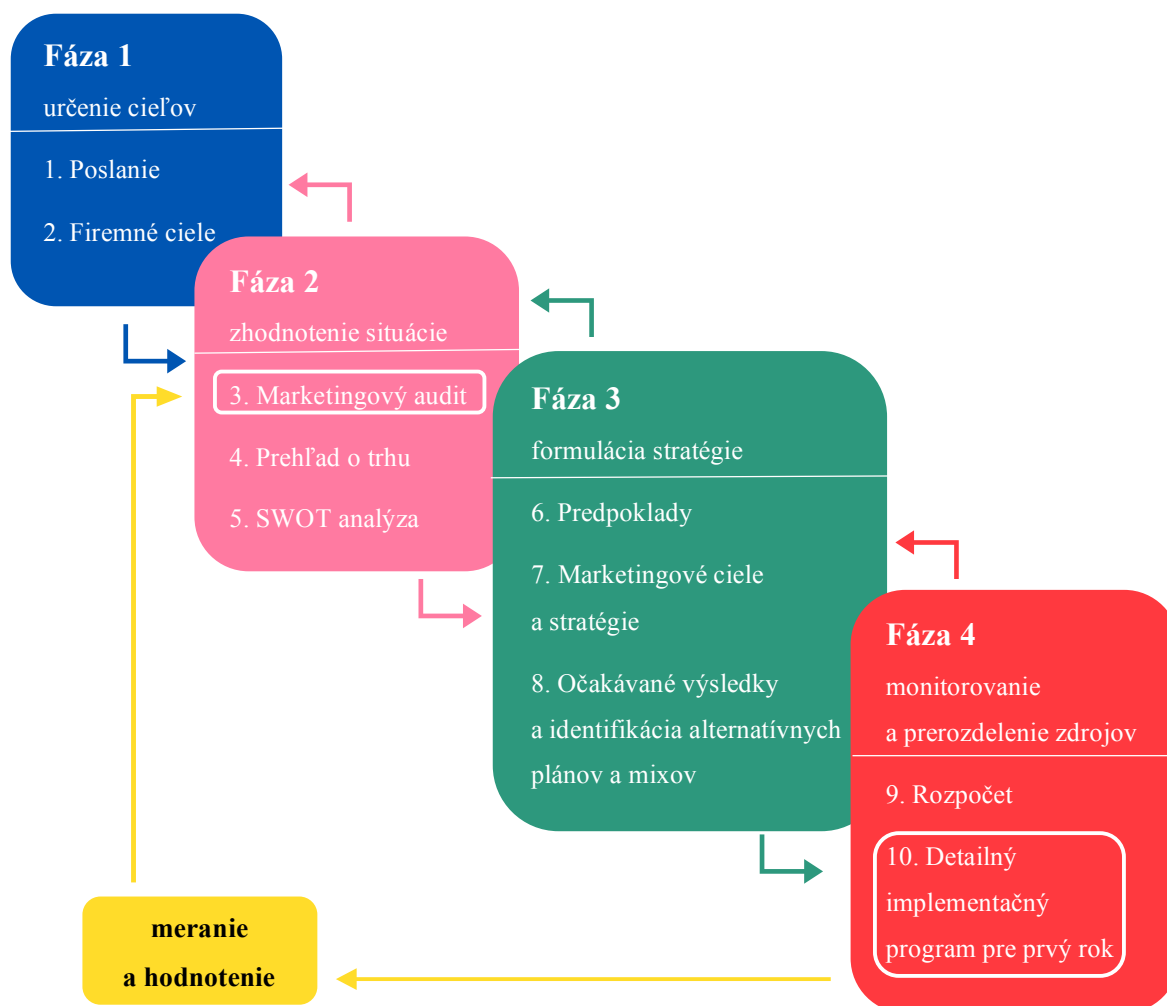 Fáza 1
určenie cieľov
1. Poslanie
2. Firemné ciele
Fáza 2
zhodnotenie situácie
3. Marketingový audit
4. Prehľad o trhu
5. SWOT analýza
Fáza 3
formulácia stratégie
6. Predpoklady
7. Marketingové ciele
a stratégie
8. Očakávané výsledky
a identifikácia alternatívnych
plánov a mixov
Fáza 4
monitorovanie
a prerozdelenie zdrojov
9. Rozpočet
10. Detailný
implementačný
program pre prvý rok
meranie
a hodnotenie